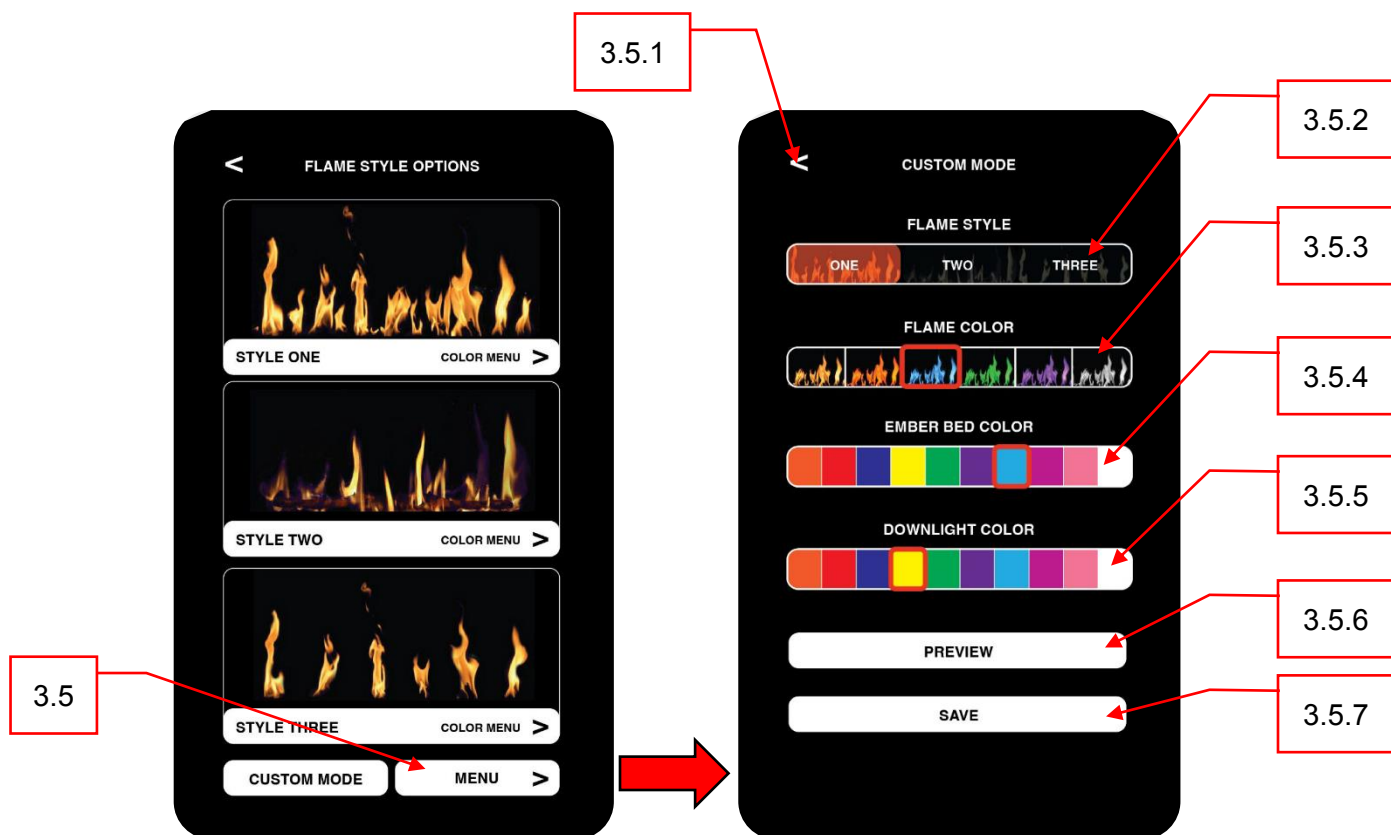 3.5.1
3.5.2
3.5.3
3.5.4
3.5.5
3.5.6
3.5.7
3.5
< FLAME STYLE OPTIONS
STYLE ONE COLOR MENU >
STYLE TWO COLOR MENU >
STYLE THREE COLOR MENU >
CUSTOM MODE MENU >
< CUSTOM MODE
FLAME STYLE
ONE TWO THREE
FLAME COLOR
EMBER BED COLOR
DOWNLIGHT COLOR
PREVIEW
SAVE